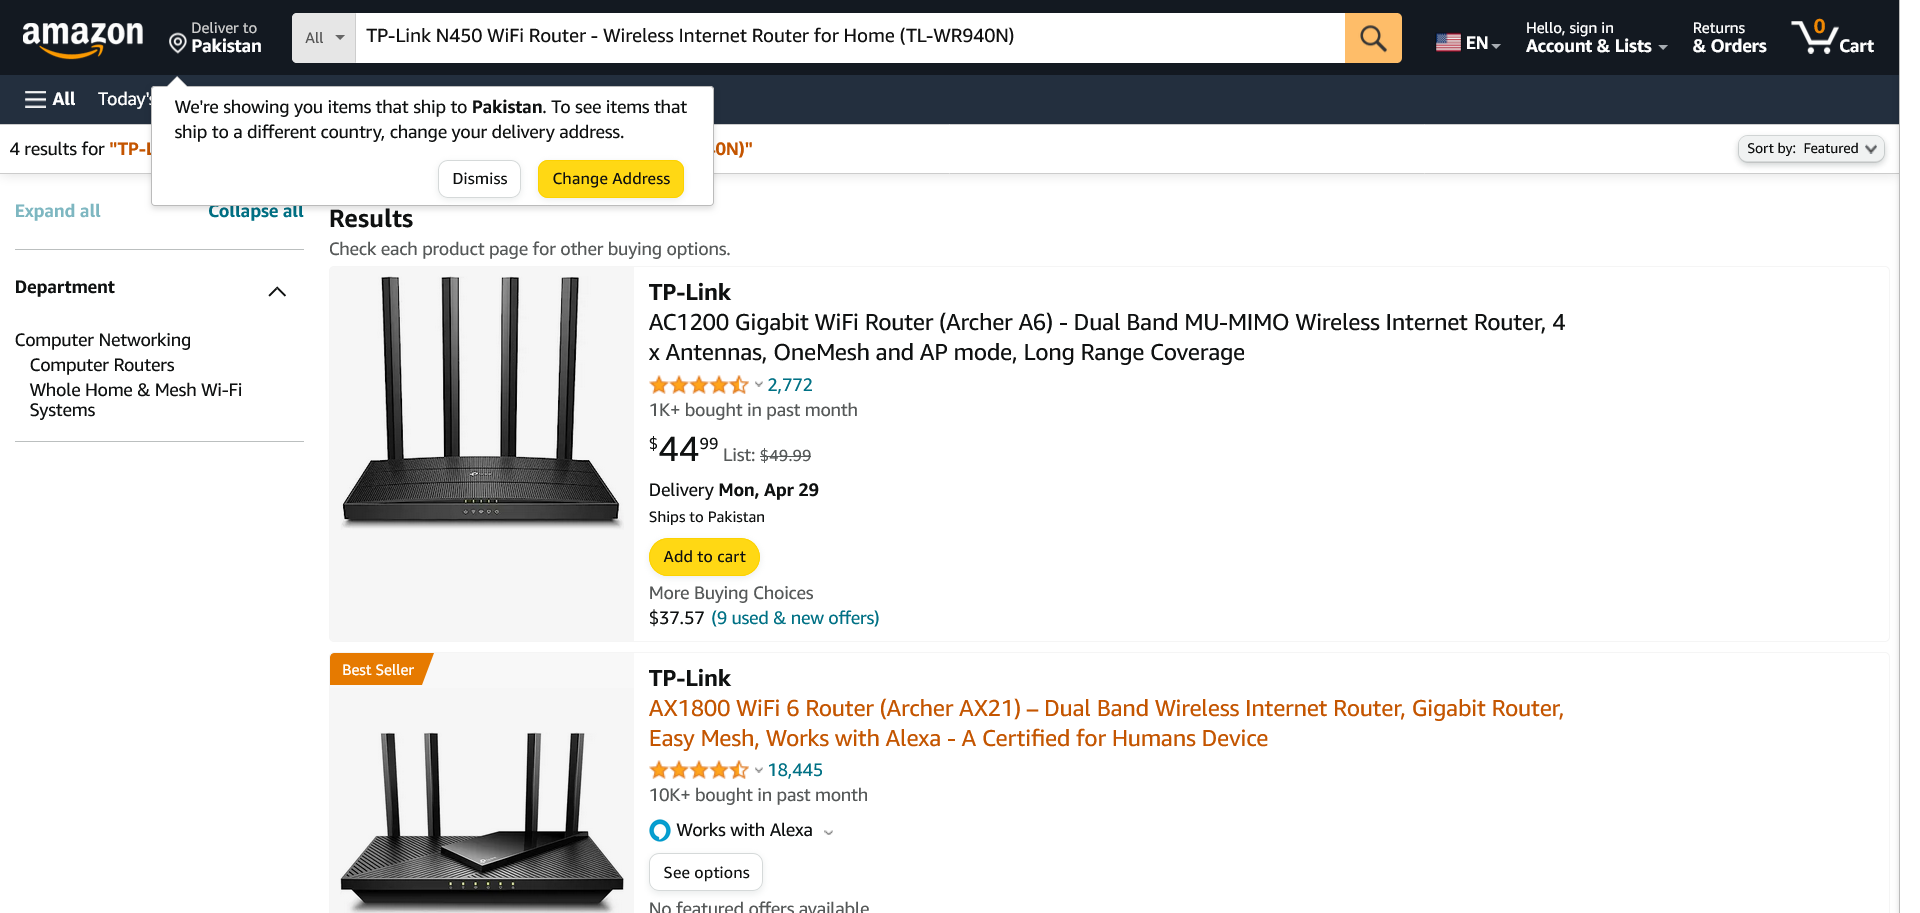 amazon
Deliver to
Pakistan
All
TP-Link N450 WiFi Router - Wireless Internet Router for Home (TL-WR940N)
EN
Hello, sign in
Account & Lists
Returns
& Orders
0
Cart
All
Today's
We're showing you items that ship to Pakistan. To see items that
ship to a different country, change your delivery address.
Dismiss
Change Address
4 results for "TP-L
40N)"
Sort by: Featured
Expand all
Collapse all
Department
Computer Networking
Computer Routers
Whole Home & Mesh Wi-Fi
Systems
Results
Check each product page for other buying options.
TP-Link
AC1200 Gigabit WiFi Router (Archer A6) - Dual Band MU-MIMO Wireless Internet Router, 4
x Antennas, OneMesh and AP mode, Long Range Coverage
2,772
1K+ bought in past month
$44 99 List: $49.99
Delivery Mon, Apr 29
Ships to Pakistan
Add to cart
More Buying Choices
$37.57 (9 used & new offers)
Best Seller
TP-Link
AX1800 WiFi 6 Router (Archer AX21) – Dual Band Wireless Internet Router, Gigabit Router,
Easy Mesh, Works with Alexa - A Certified for Humans Device
18,445
10K+ bought in past month
Works with Alexa
See options
No featured offers available